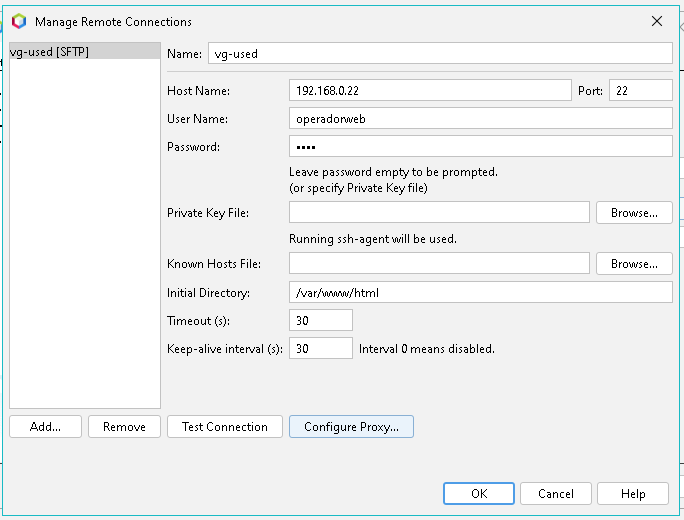 Manage Remote Connections
vg-used [SFTP]
Name: vg-used
Host Name: 192.168.0.22 Port: 22
User Name: operadorweb
Password: ••••
Leave password empty to be prompted.
(or specify Private Key file)
Private Key File: Browse...
Running ssh-agent will be used.
Known Hosts File: Browse...
Initial Directory: /var/www/html
Timeout (s): 30
Keep-alive interval (s): 30 Interval 0 means disabled.
Add... Remove Test Connection Configure Proxy...
OK Cancel Help